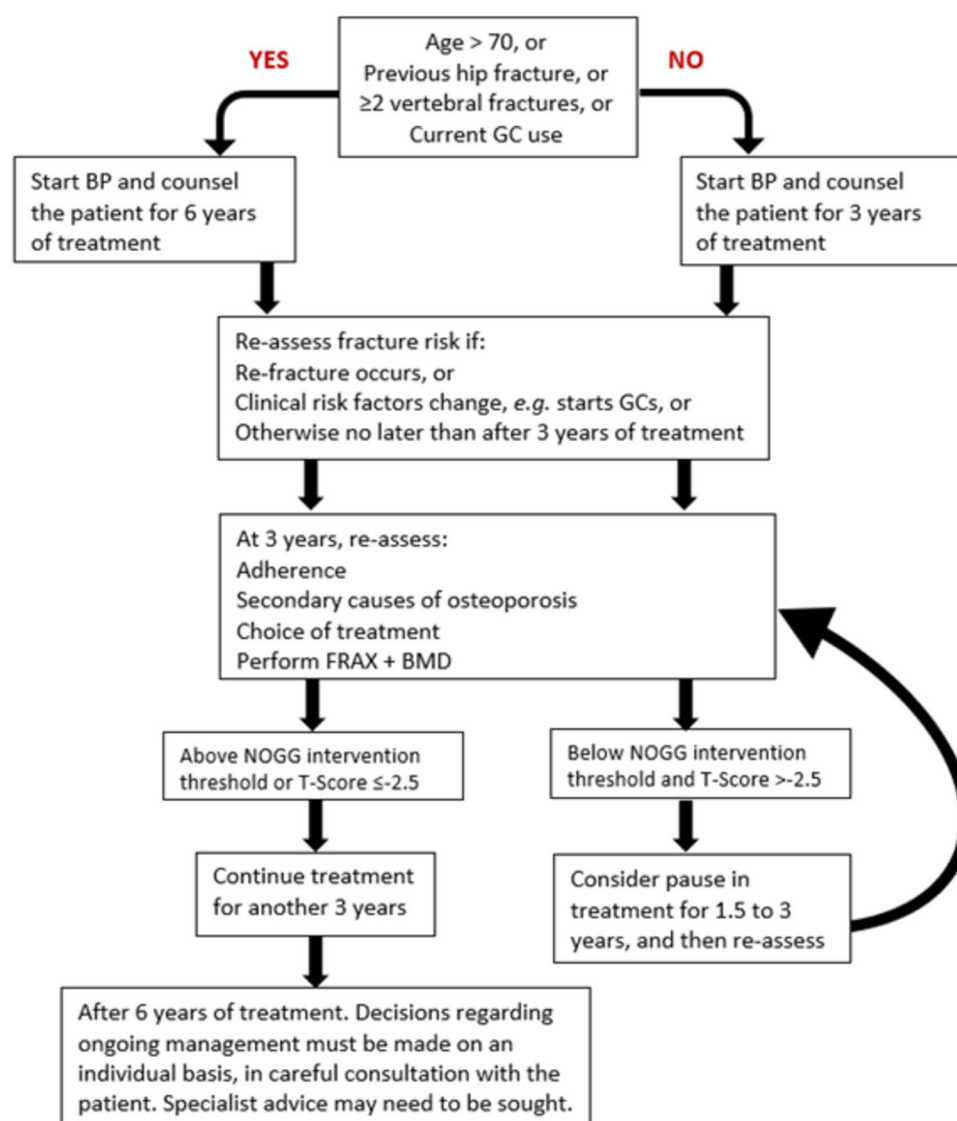 Age > 70, or
Previous hip fracture, or
≥2 vertebral fractures, or
Current GC use
YES
NO
Start BP and counsel
the patient for 6 years
of treatment
Start BP and counsel
the patient for 3 years
of treatment
Re-assess fracture risk if:
Re-fracture occurs, or
Clinical risk factors change, e.g. starts GCs, or
Otherwise no later than after 3 years of treatment
At 3 years, re-assess:
Adherence
Secondary causes of osteoporosis
Choice of treatment
Perform FRAX + BMD
Above NOGG intervention
threshold or T-Score ≤-2.5
Below NOGG intervention
threshold and T-Score >-2.5
Continue treatment
for another 3 years
Consider pause in
treatment for 1.5 to 3
years, and then re-assess
After 6 years of treatment. Decisions regarding
ongoing management must be made on an
individual basis, in careful consultation with the
patient. Specialist advice may need to be sought.